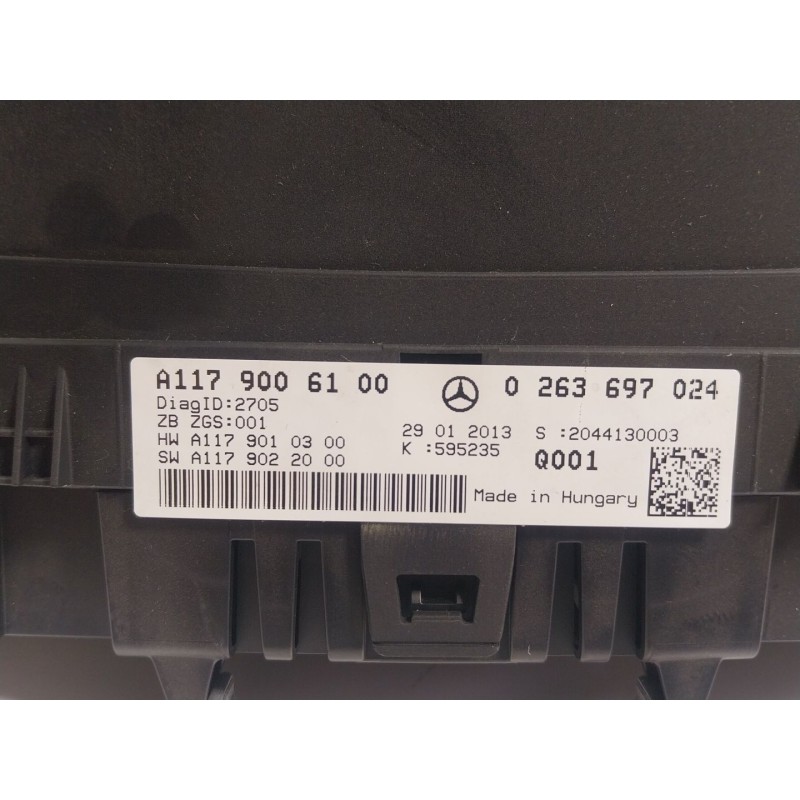 A117 900 61 00 0 263 697 024
DiagID:2705
ZB ZGS:001
HW A117 901 03 00
SW A117 902 20 00
29 01 2013 S :2044130003
K :595235 Q001
Made in Hungary